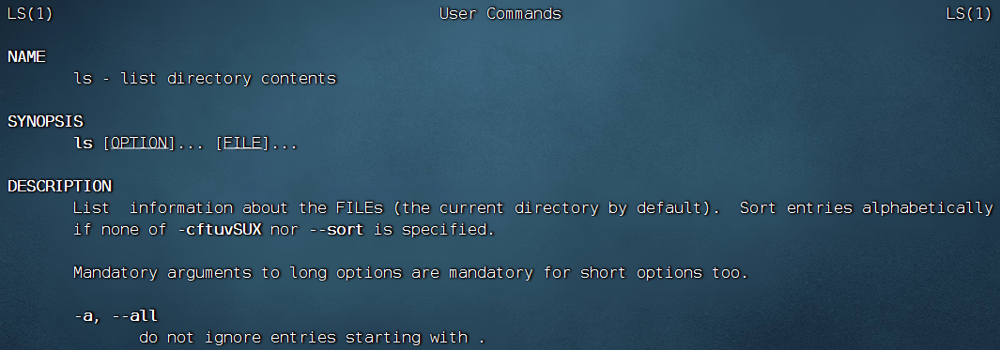 LS(1) User Commands LS(1)
NAME
ls - list directory contents
SYNOPSIS
ls [OPTION]... [FILE]...
DESCRIPTION
List  information about the FILEs (the current directory by default).  Sort entries alphabetically
if none of -cftuvSUX nor --sort is specified.
Mandatory arguments to long options are mandatory for short options too.
-a, --all
do not ignore entries starting with .